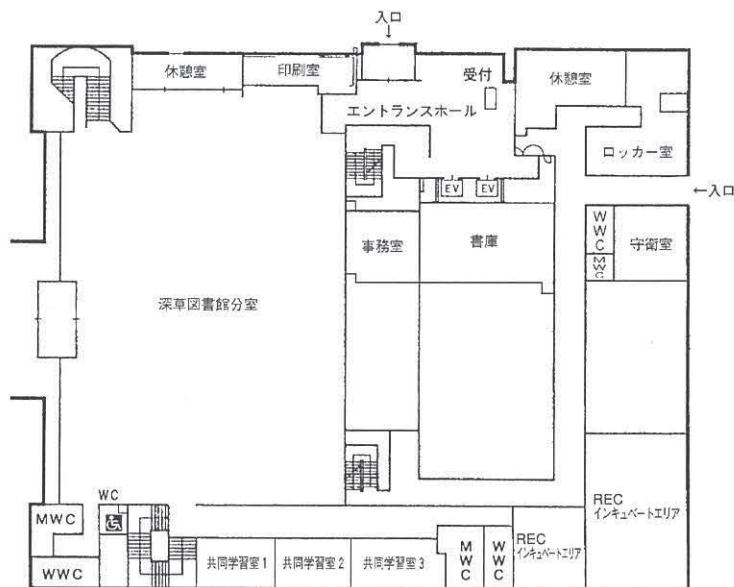 入口
↓
休憩室
印刷室
受付
休憩室
エントランスホール
ロッカー室
EV
EV
←入口
WWC
MWC
守衛室
事務室
書庫
深草図書館分室
WC
MWC
WWC
共同学習室1
共同学習室2
共同学習室3
MWC
WWC
REC
インキュベートエリア
REC
インキュベートエリア